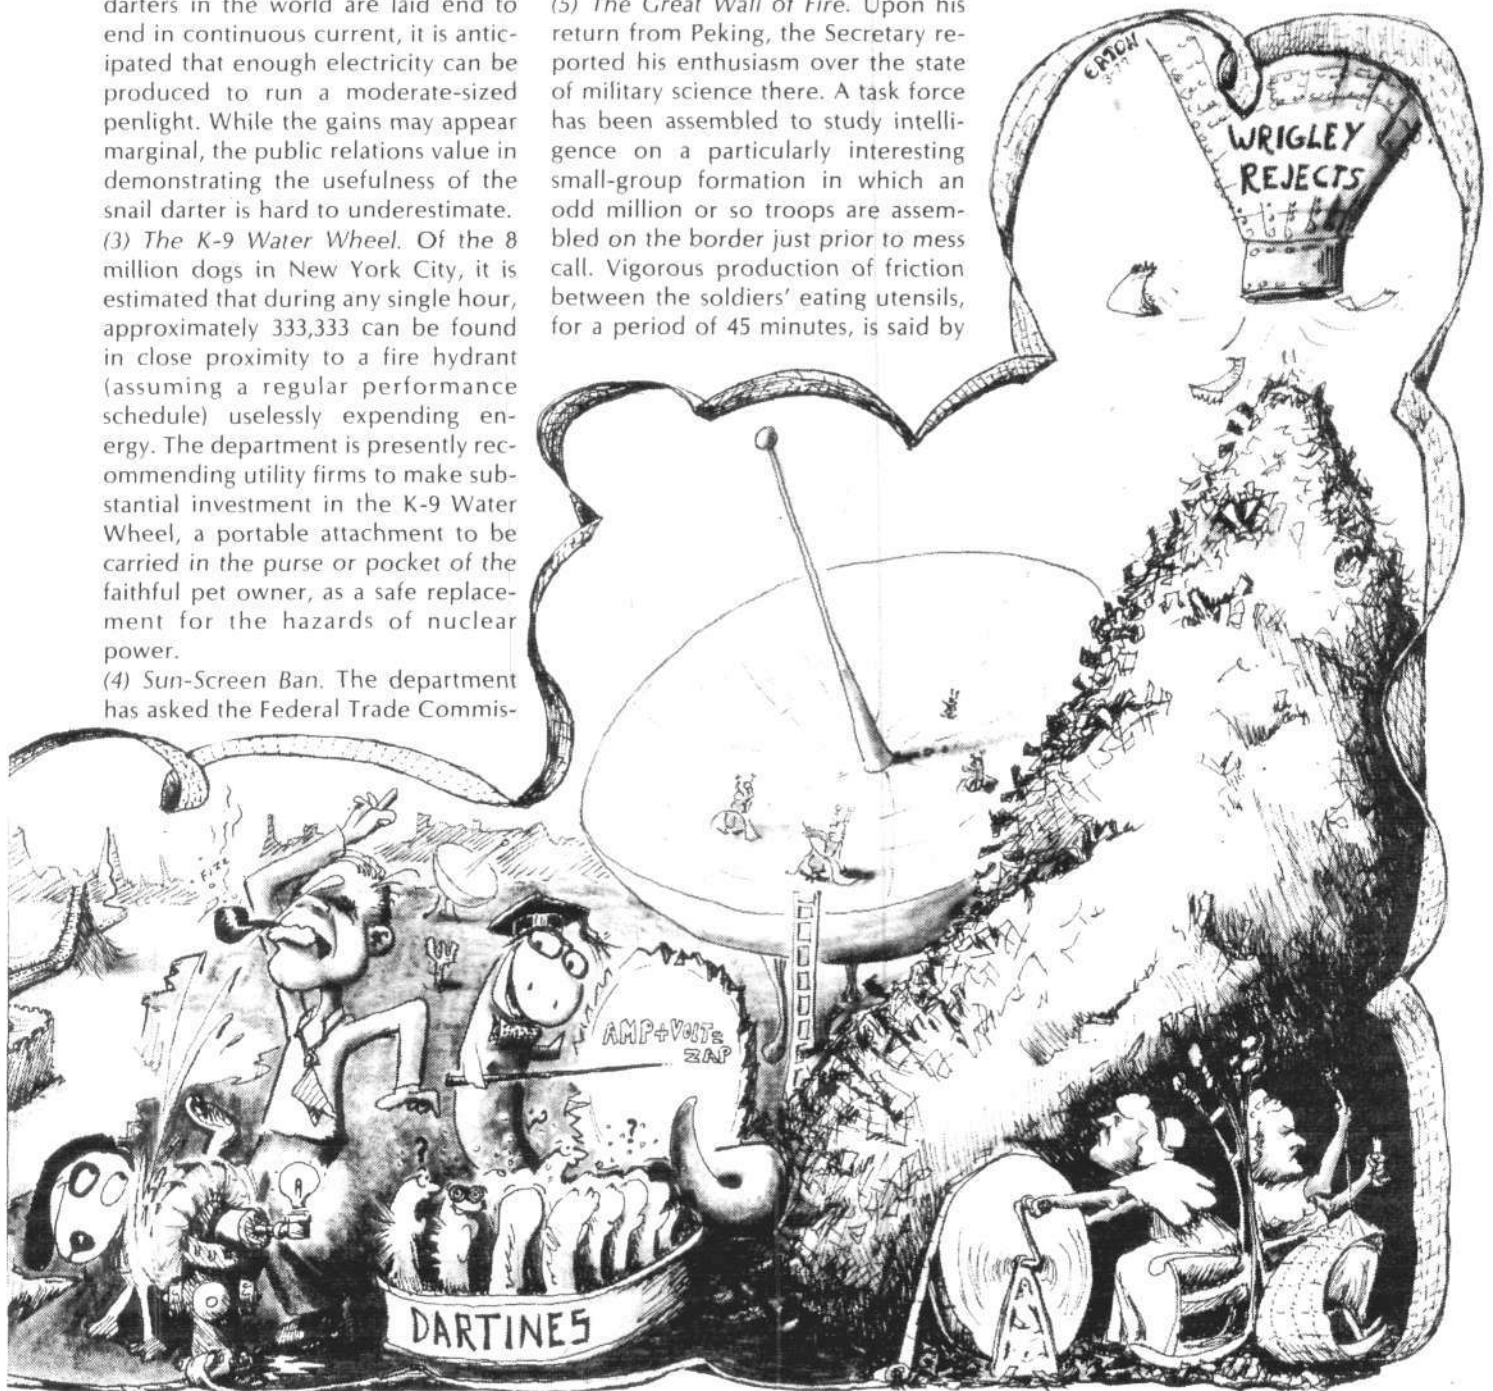 darters in the world are laid end to
end in continuous current, it is antic-
ipated that enough electricity can be
produced to run a moderate-sized
penlight. While the gains may appear
marginal, the public relations value in
demonstrating the usefulness of the
snail darter is hard to underestimate.
(3) The K-9 Water Wheel. Of the 8
million dogs in New York City, it is
estimated that during any single hour,
approximately 333,333 can be found
in close proximity to a fire hydrant
(assuming a regular performance
schedule) uselessly expending en-
ergy. The department is presently rec-
ommending utility firms to make sub-
stantial investment in the K-9 Water
Wheel, a portable attachment to be
carried in the purse or pocket of the
faithful pet owner, as a safe replace-
ment for the hazards of nuclear
power.
(4) Sun-Screen Ban. The department
has asked the Federal Trade Commis-
(5) The Great Wall of Fire. Upon his
return from Peking, the Secretary re-
ported his enthusiasm over the state
of military science there. A task force
has been assembled to study intelli-
gence on a particularly interesting
small-group formation in which an
odd million or so troops are assem-
bled on the border just prior to mess
call. Vigorous production of friction
between the soldiers' eating utensils,
for a period of 45 minutes, is said by
EATON
WRIGLEY
REJECTS
FIZZ
AMP+VOLT=
ZAP
?
?
DARTINES